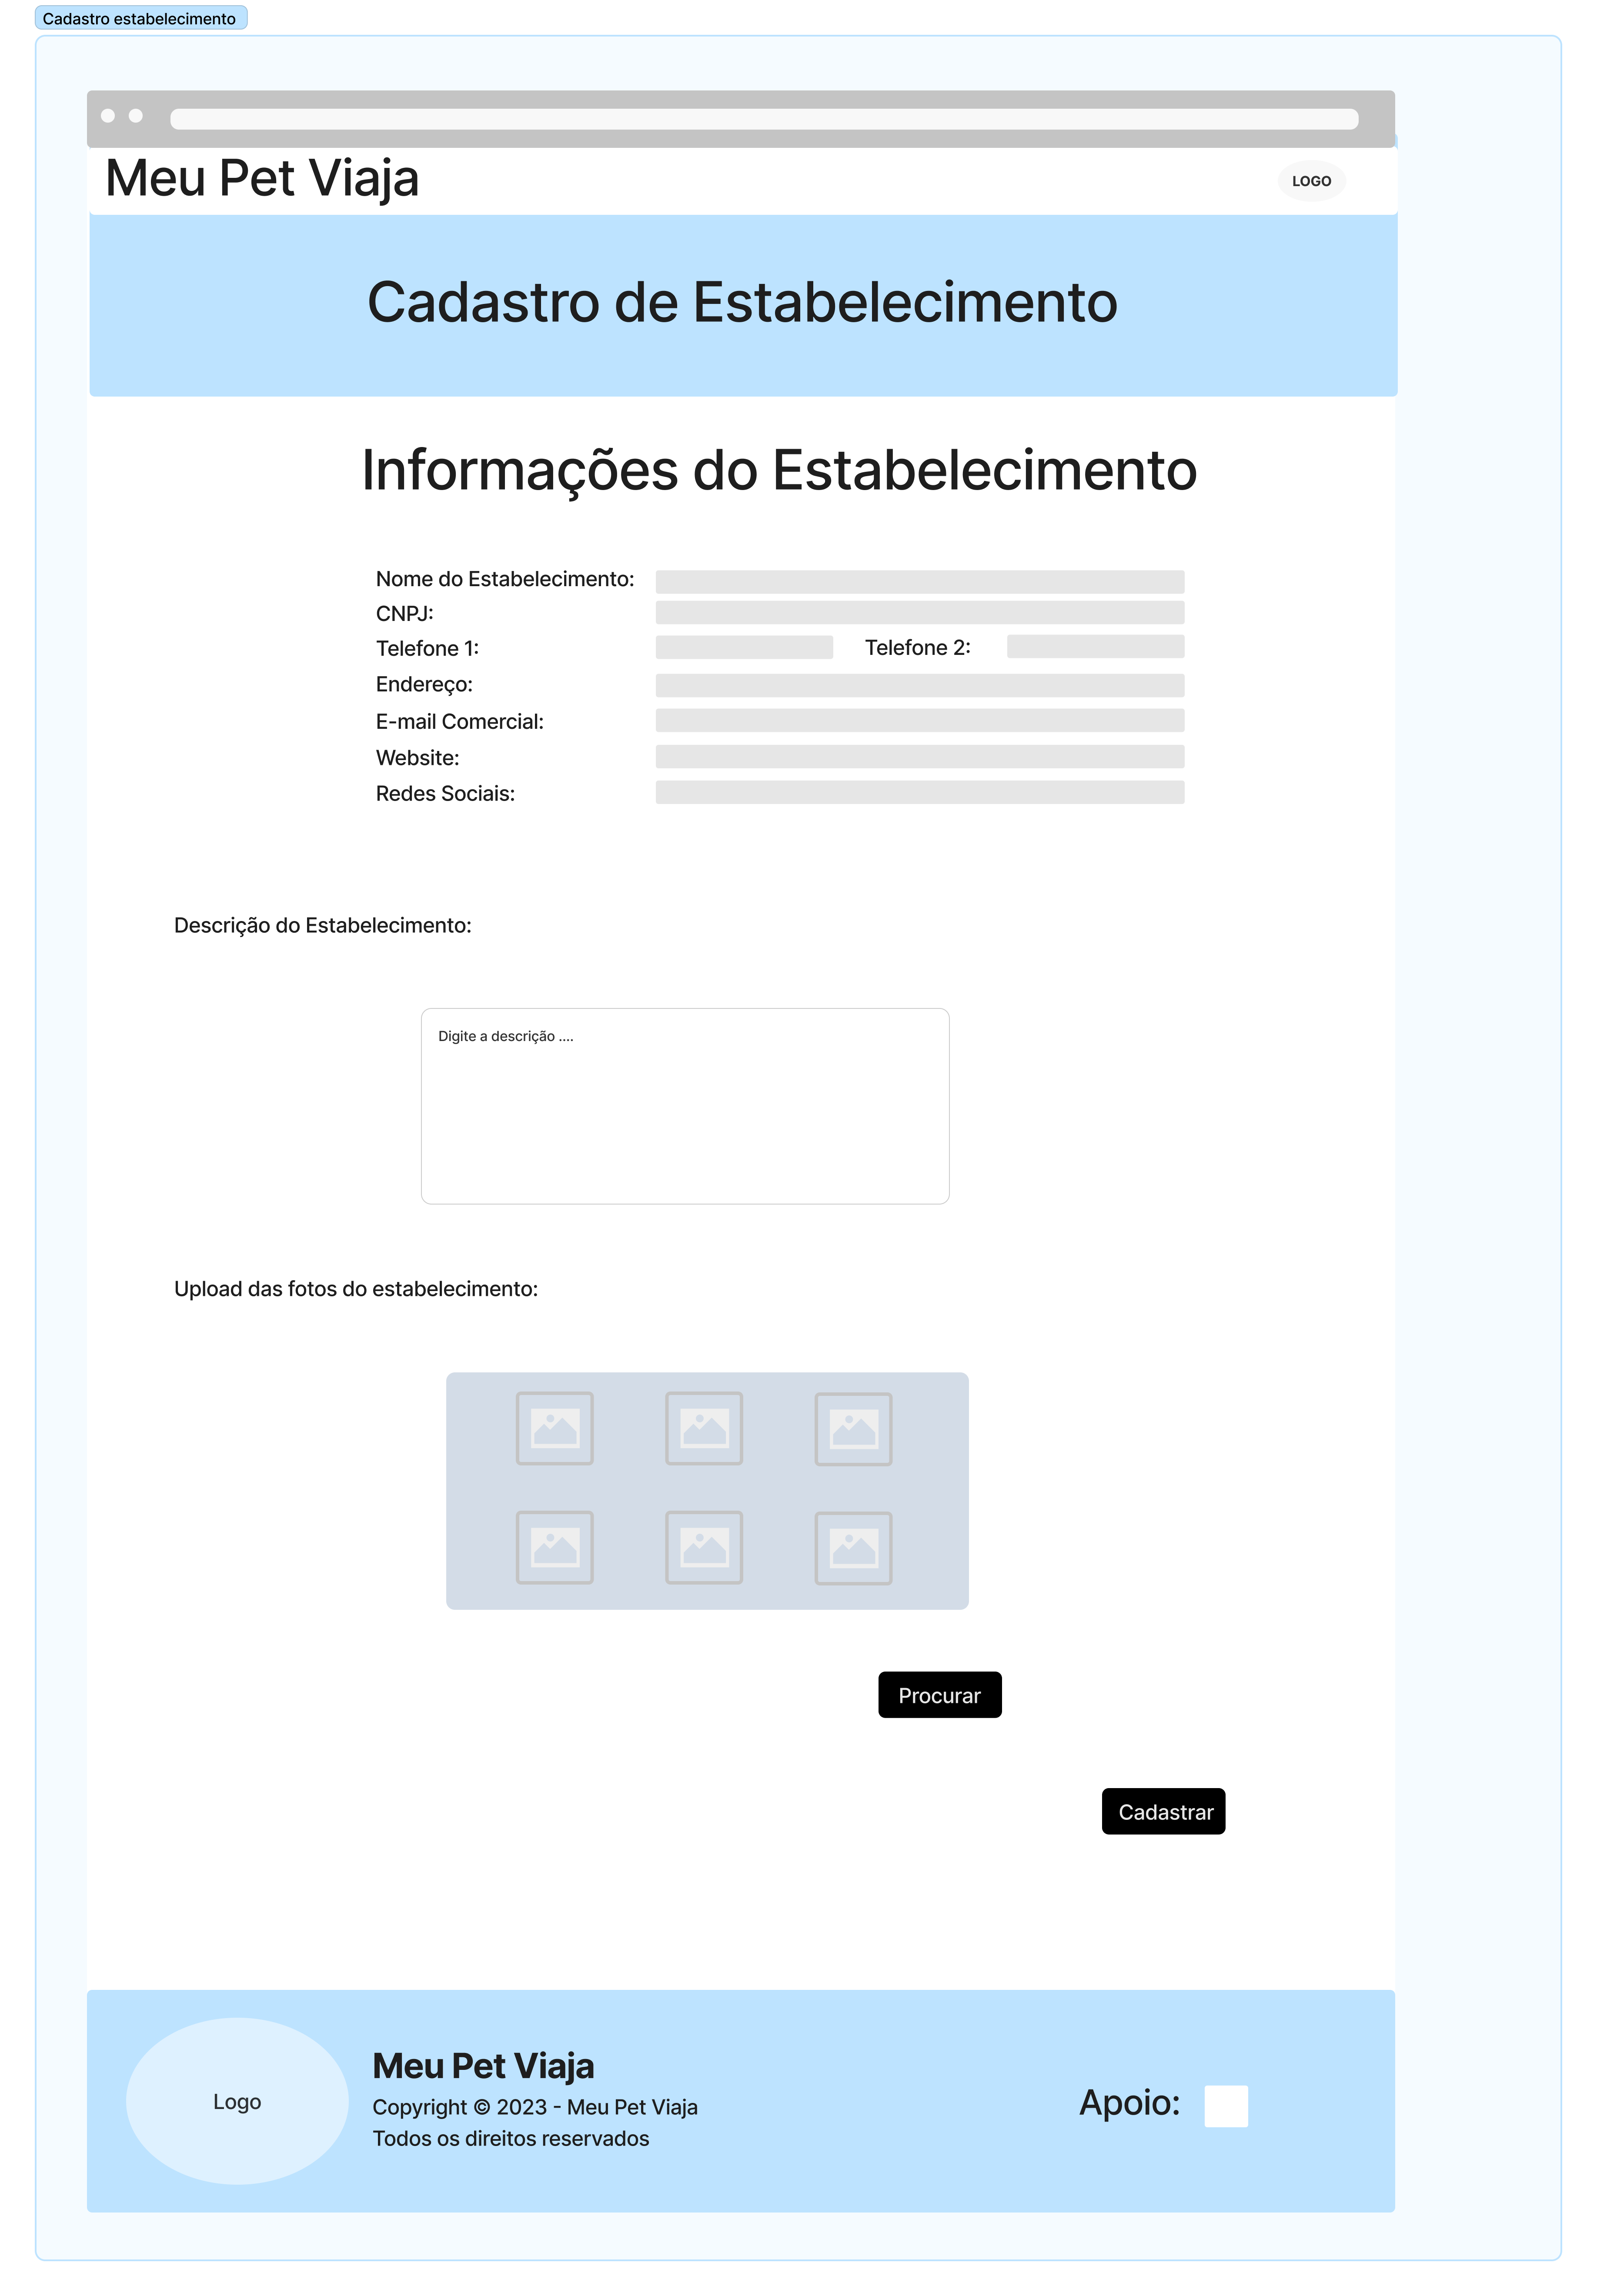 Cadastro estabelecimento
Meu Pet Viaja
LOGO
Cadastro de Estabelecimento
Informações do Estabelecimento
Nome do Estabelecimento:
CNPJ:
Telefone 1:
Telefone 2:
Endereço:
E-mail Comercial:
Website:
Redes Sociais:
Descrição do Estabelecimento:
Digite a descrição ....
Upload das fotos do estabelecimento:
Procurar
Cadastrar
Logo
Meu Pet Viaja
Copyright © 2023 - Meu Pet Viaja
Todos os direitos reservados
Apoio: